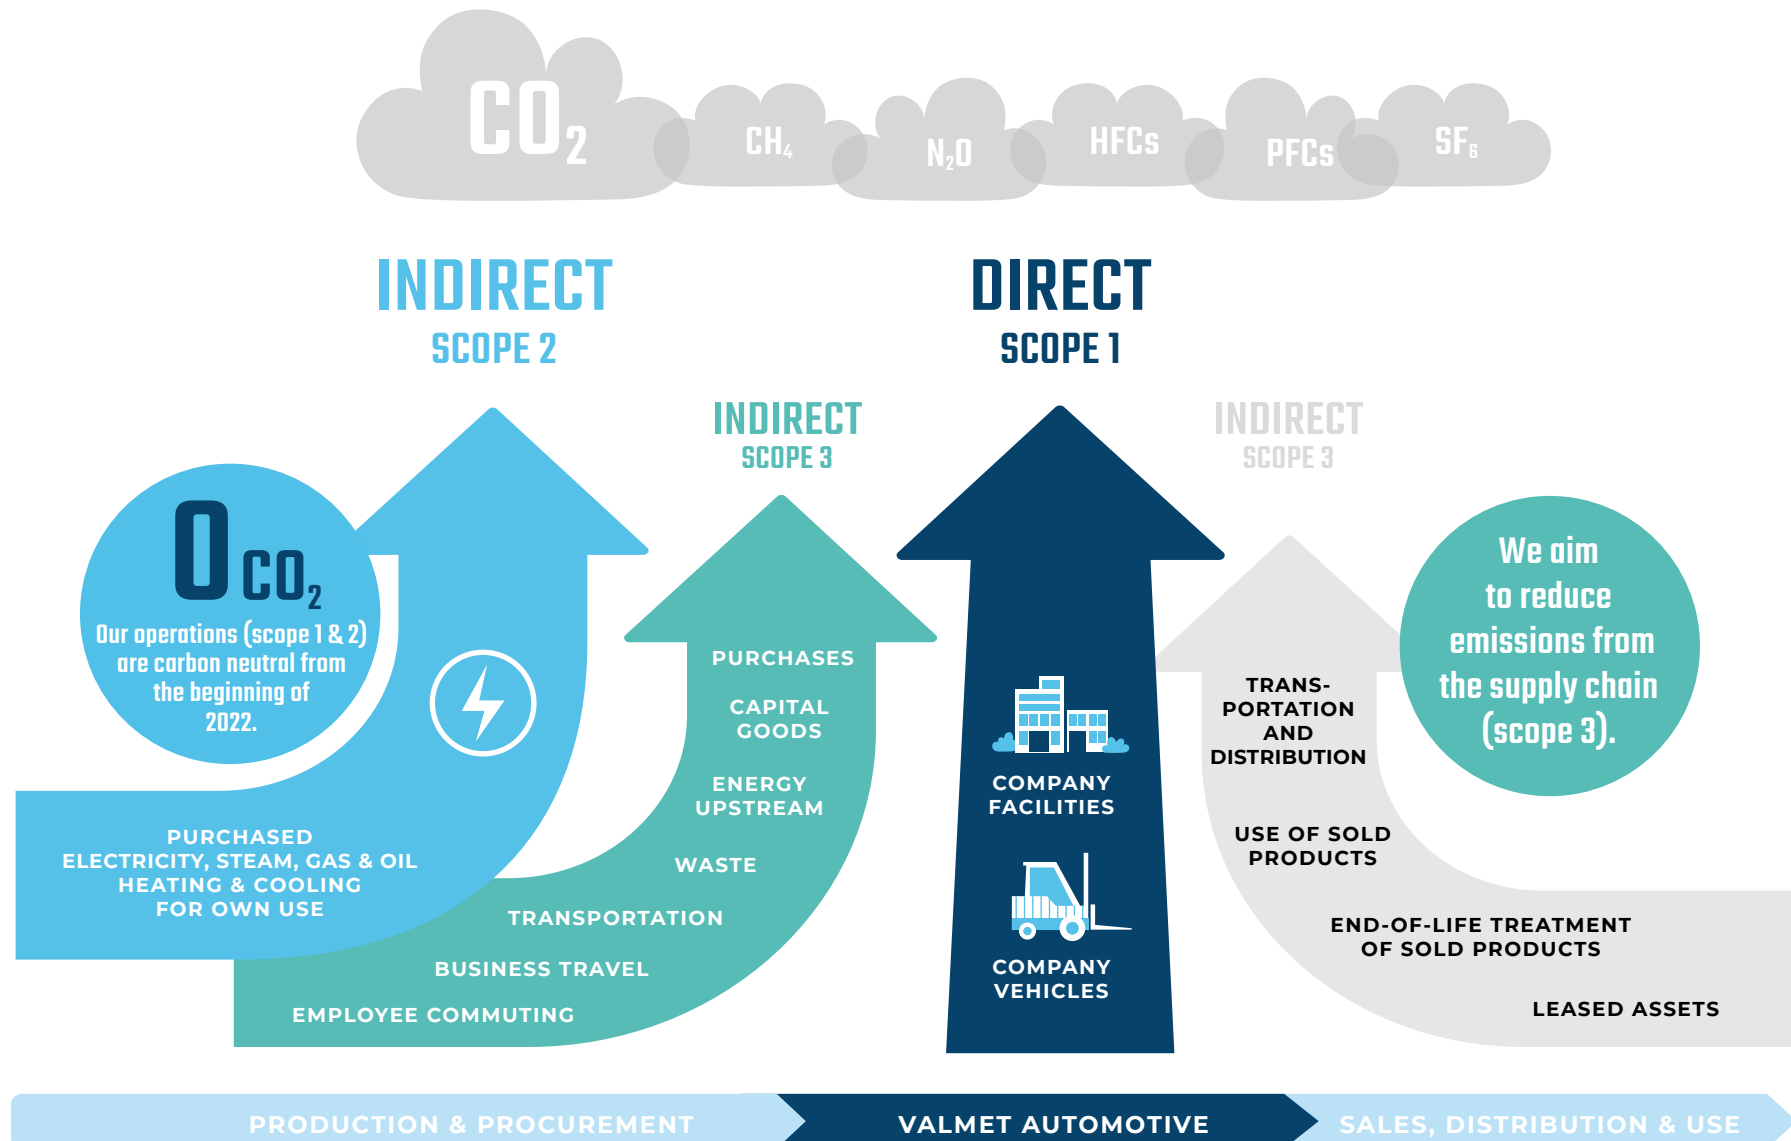 CO₂
CH₄
N₂O
HFCs
PFCs
SF₆
INDIRECT
SCOPE 2
DIRECT
SCOPE 1
INDIRECT
SCOPE 3
INDIRECT
SCOPE 3
0 CO₂
Our operations (scope 1 & 2)
are carbon neutral from
the beginning of
2022.
PURCHASED
ELECTRICITY, STEAM, GAS & OIL
HEATING & COOLING
FOR OWN USE
PURCHASES
CAPITAL
GOODS
ENERGY
UPSTREAM
WASTE
TRANSPORTATION
BUSINESS TRAVEL
EMPLOYEE COMMUTING
COMPANY
FACILITIES
COMPANY
VEHICLES
TRANS-
PORTATION
AND
DISTRIBUTION
USE OF SOLD
PRODUCTS
END-OF-LIFE TREATMENT
OF SOLD PRODUCTS
LEASED ASSETS
We aim
to reduce
emissions from
the supply chain
(scope 3).
PRODUCTION & PROCUREMENT
VALMET AUTOMOTIVE
SALES, DISTRIBUTION & USE